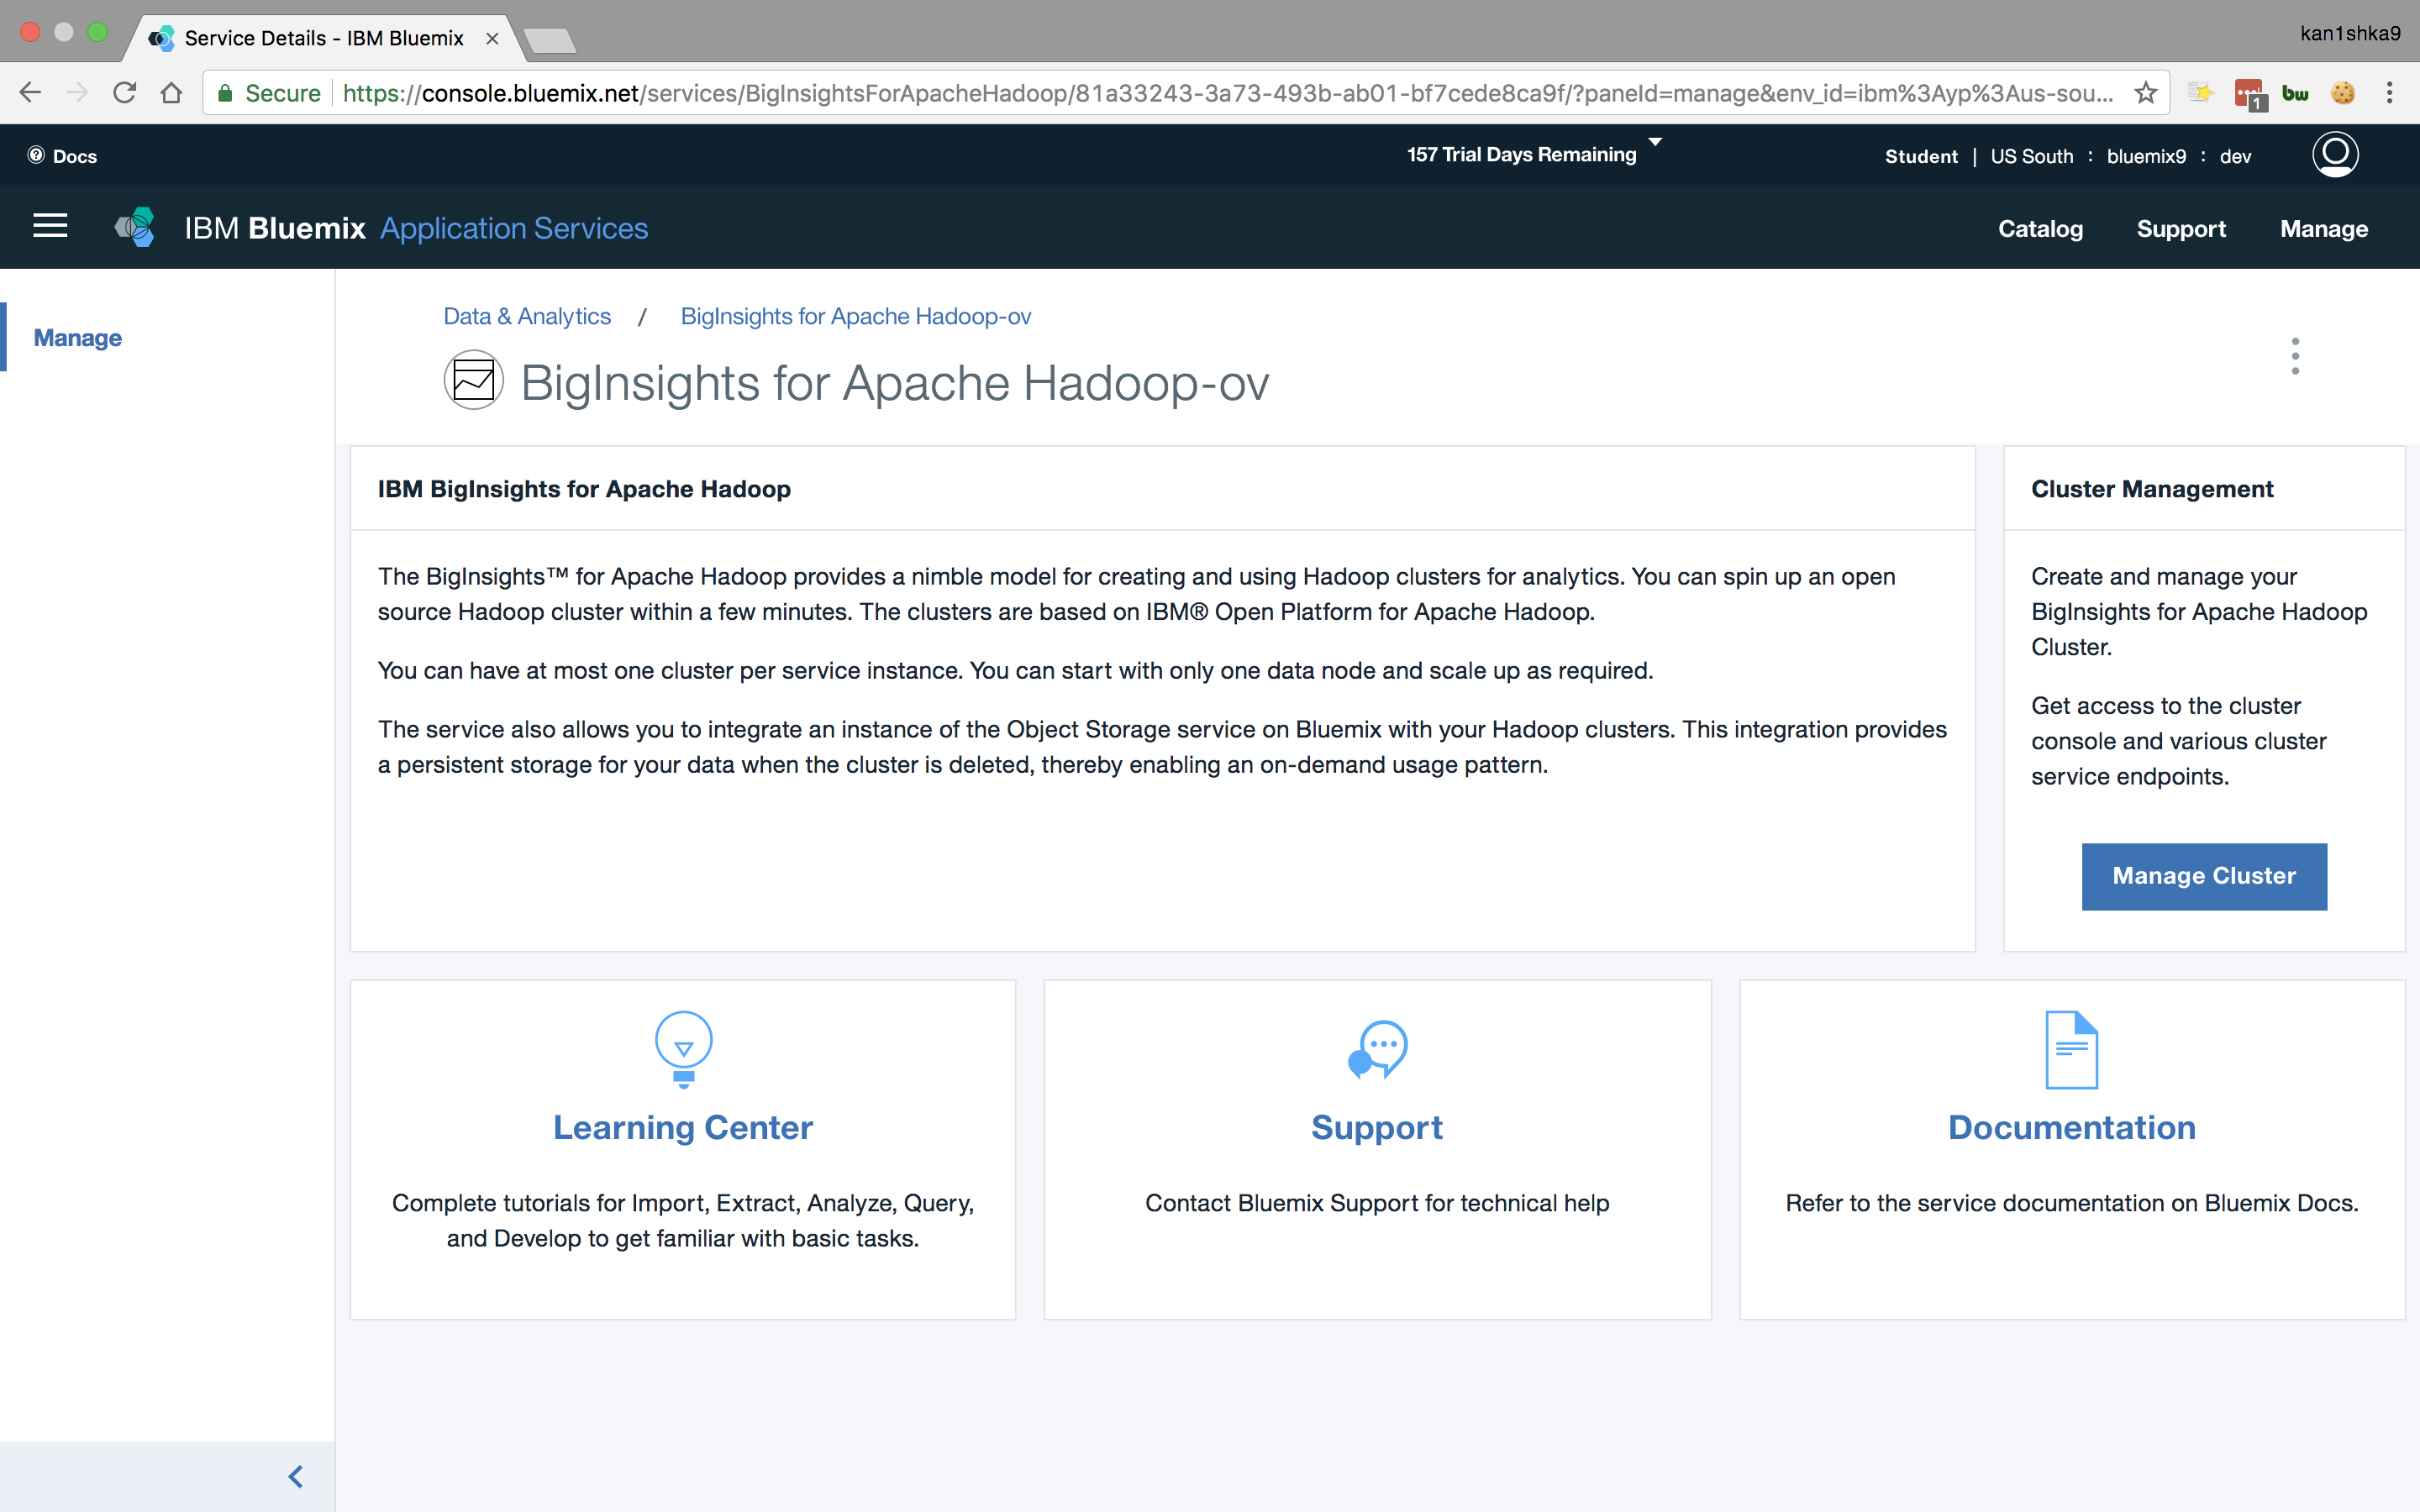 Service Details - IBM Bluemix
kan1shka9
Secure https://console.bluemix.net/services/BigInsightsForApacheHadoop/81a33243-3a73-493b-ab01-bf7cede8ca9f/?paneId=manage&env_id=ibm%3Ayp%3Aus-sou...
1
bw
Docs
157 Trial Days Remaining
Student | US South : bluemix9 : dev
IBM Bluemix Application Services
Catalog
Support
Manage
Manage
Data & Analytics / BigInsights for Apache Hadoop-ov
BigInsights for Apache Hadoop-ov
IBM BigInsights for Apache Hadoop
The BigInsights™ for Apache Hadoop provides a nimble model for creating and using Hadoop clusters for analytics. You can spin up an open
source Hadoop cluster within a few minutes. The clusters are based on IBM® Open Platform for Apache Hadoop.
You can have at most one cluster per service instance. You can start with only one data node and scale up as required.
The service also allows you to integrate an instance of the Object Storage service on Bluemix with your Hadoop clusters. This integration provides
a persistent storage for your data when the cluster is deleted, thereby enabling an on-demand usage pattern.
Cluster Management
Create and manage your
BigInsights for Apache Hadoop
Cluster.
Get access to the cluster
console and various cluster
service endpoints.
Manage Cluster
Learning Center
Complete tutorials for Import, Extract, Analyze, Query,
and Develop to get familiar with basic tasks.
Support
Contact Bluemix Support for technical help
Documentation
Refer to the service documentation on Bluemix Docs.